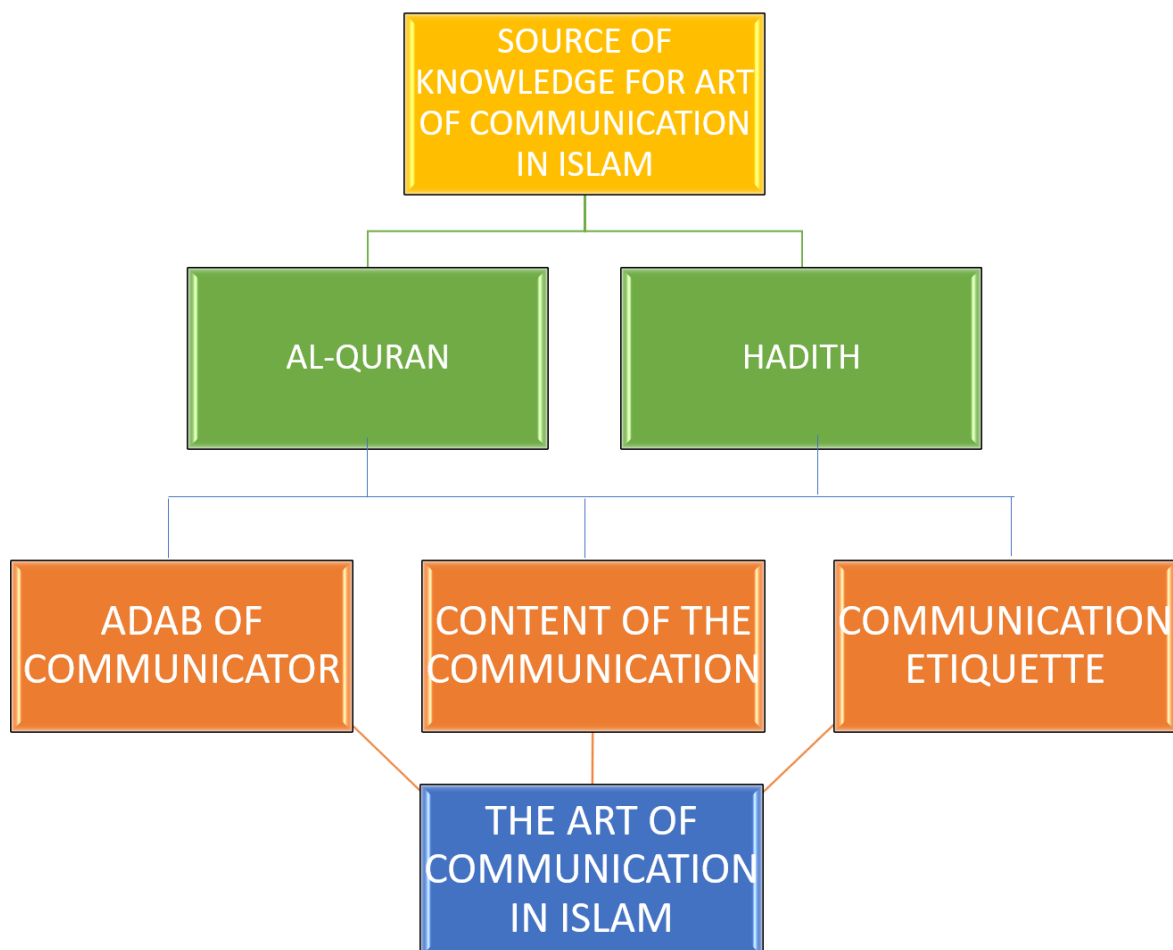 SOURCE OF
KNOWLEDGE FOR ART
OF COMMUNICATION
IN ISLAM
AL-QURAN
HADITH
ADAB OF
COMMUNICATOR
CONTENT OF THE
COMMUNICATION
COMMUNICATION
ETIQUETTE
THE ART OF
COMMUNICATION
IN ISLAM